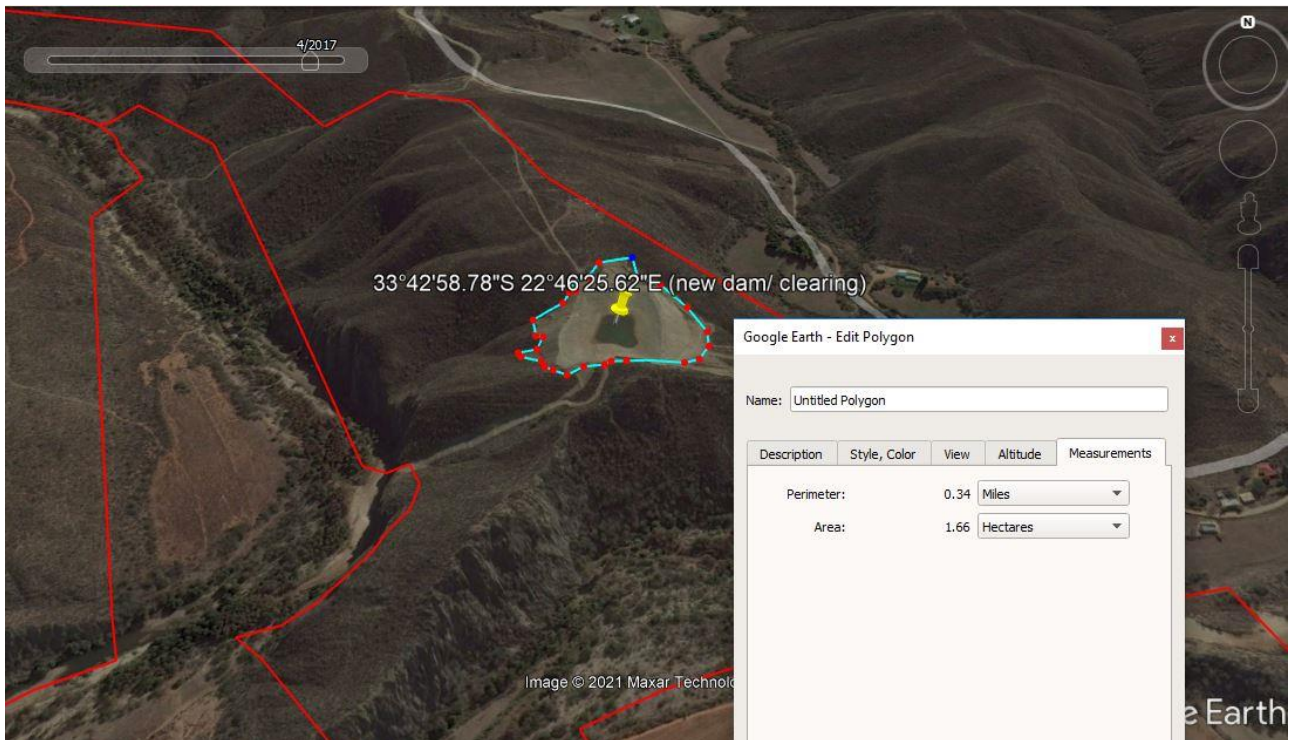 4/2017
N
33°42'58.78"S 22°46'25.62"E (new dam/ clearing)
Google Earth - Edit Polygon
x
Name: Untitled Polygon
Description Style, Color View Altitude Measurements
Perimeter: 0.34 Miles
Area: 1.66 Hectares
Image © 2021 Maxar
Earth